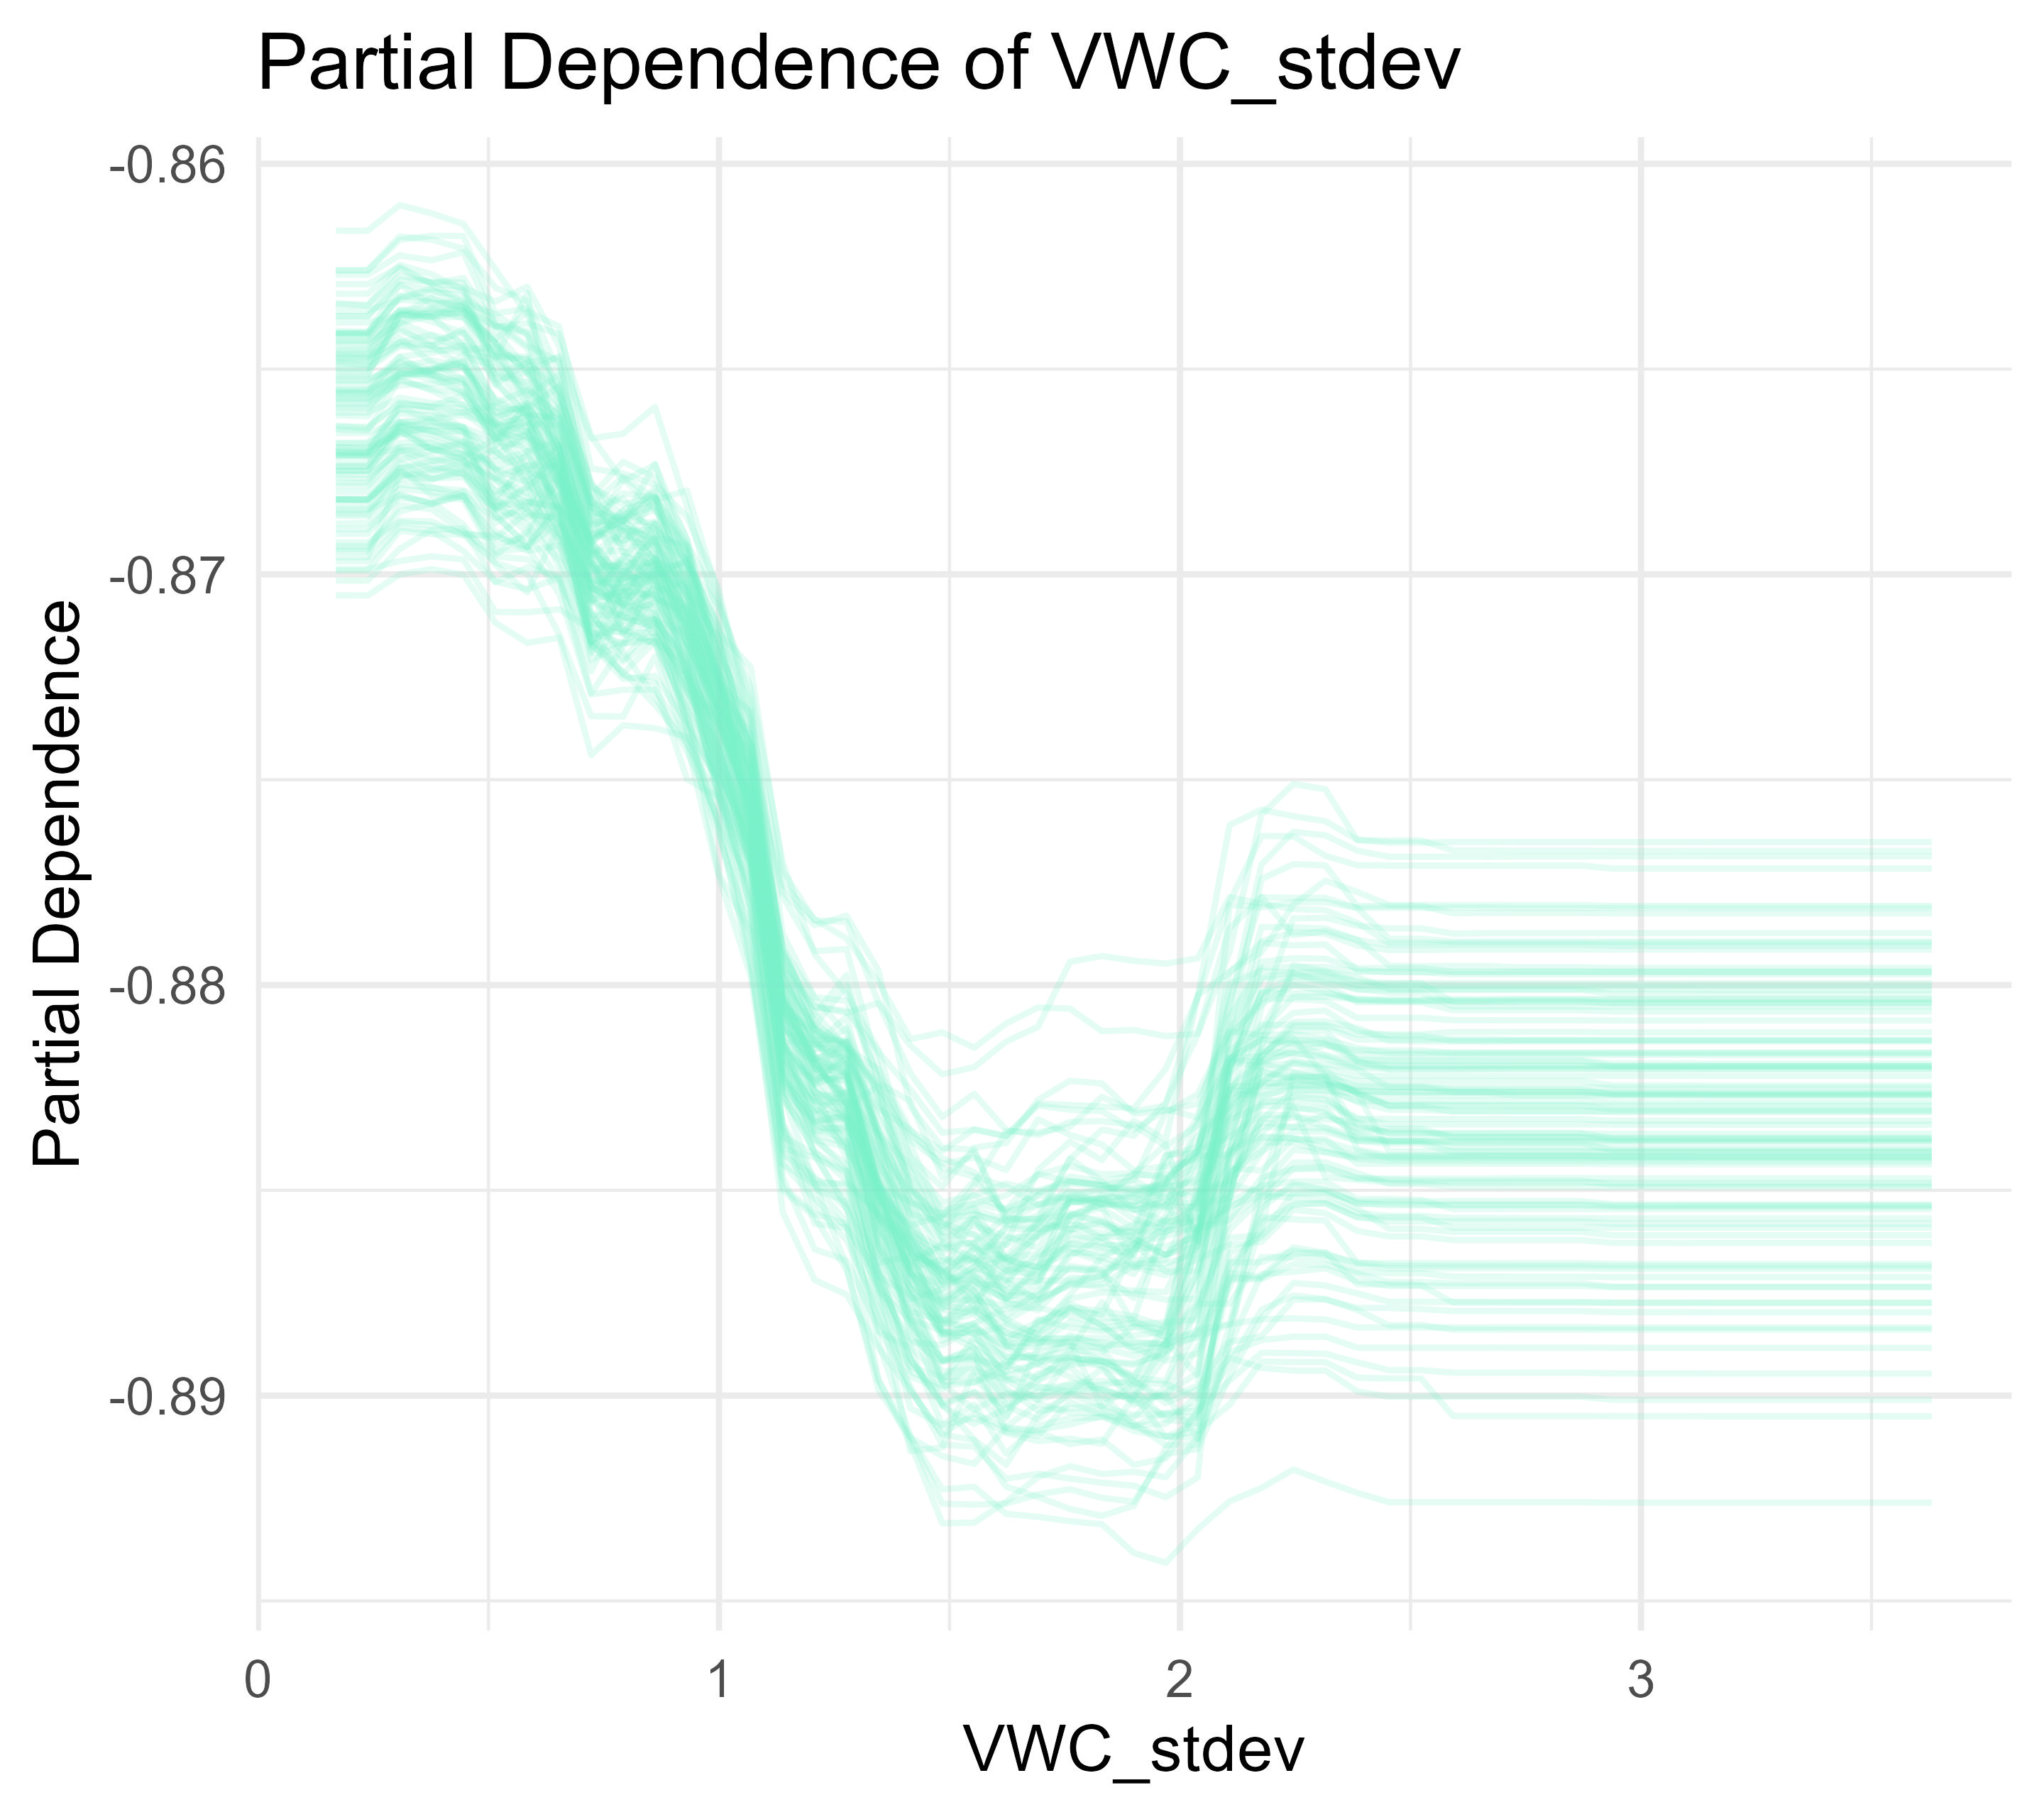 Partial Dependence of VWC_stdev
-0.86
-0.87
-0.88
-0.89
Partial Dependence
0 1 2 3
VWC_stdev